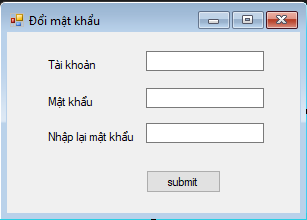 Đổi mật khẩu
Tài khoản
Mật khẩu
Nhập lại mật khẩu
submit